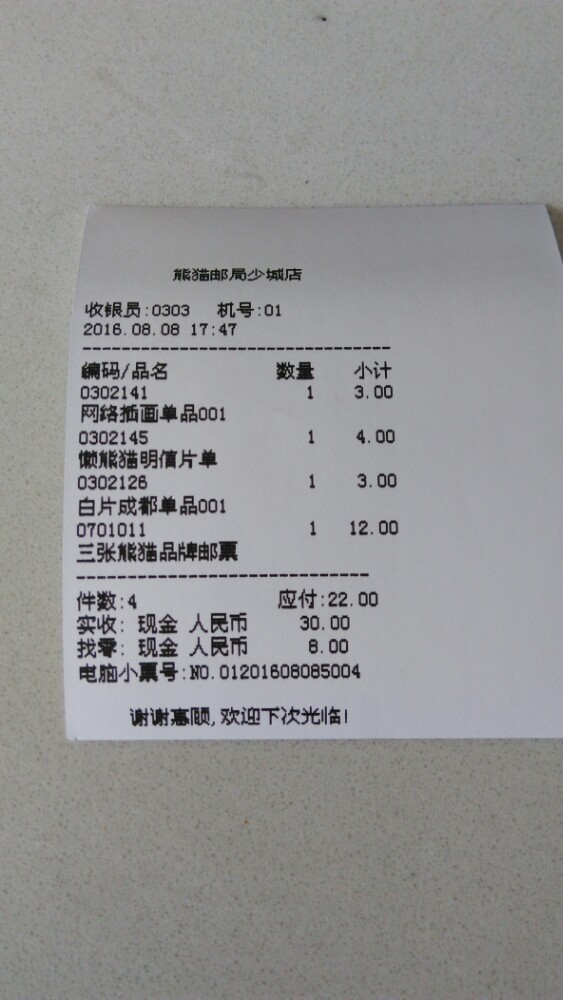 熊猫邮局少城店
收银员:0303 机号:01
2016.08.08 17:47
编码/品名 数量 小计
0302141 1 3.00
网络插画单品001
0302145 1 4.00
懒熊猫明信片单
0302126 1 3.00
白片成都单品001
0701011 1 12.00
三张熊猫品牌邮票
件数:4 应付:22.00
实收: 现金 人民币 30.00
找零: 现金 人民币 8.00
电脑小票号:NO.01201608085004
谢谢惠顾,欢迎下次光临!